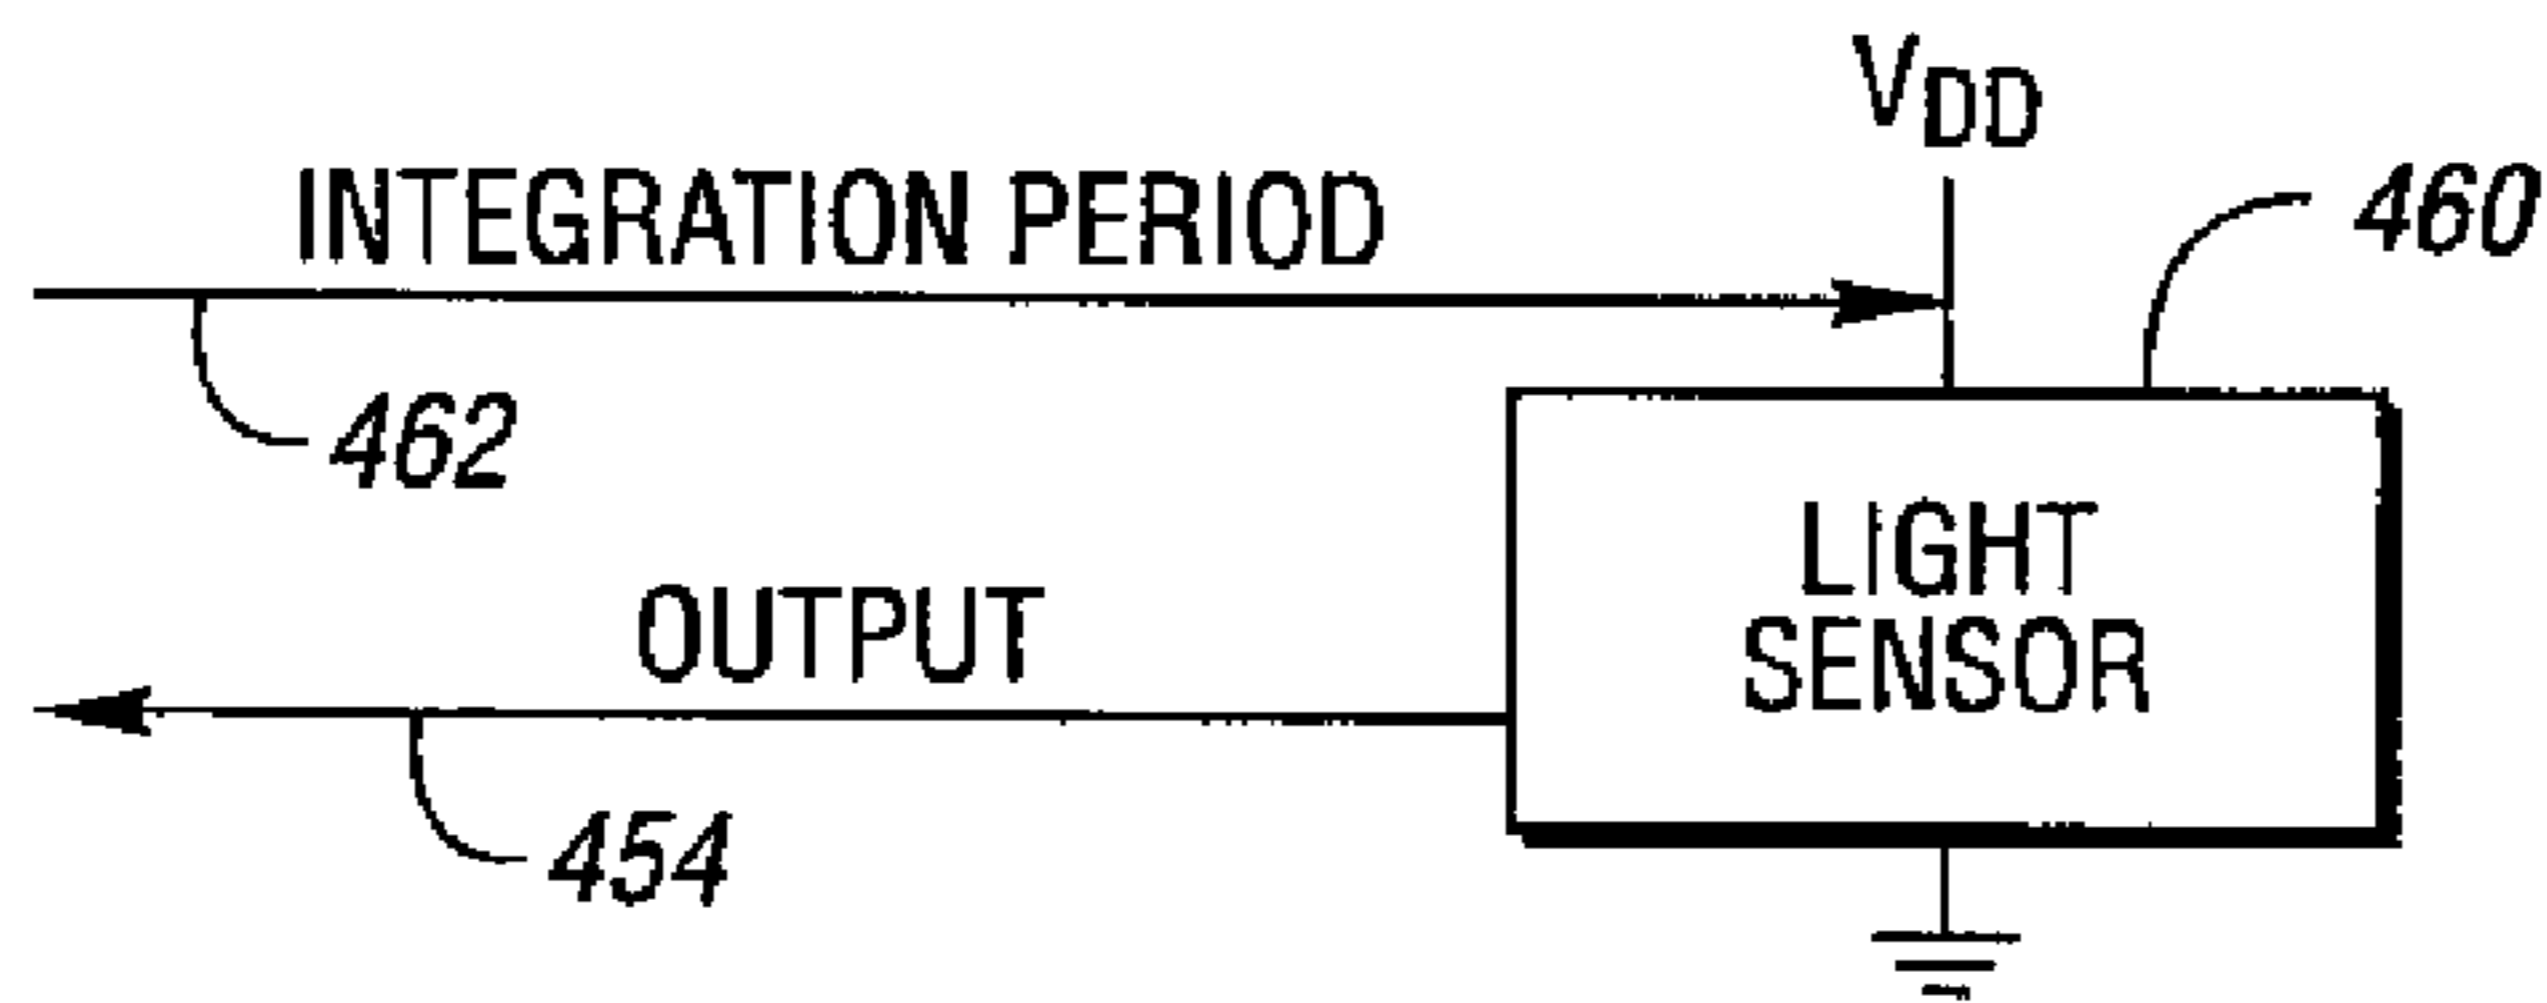 VDD
INTEGRATION PERIOD
460
462
LIGHT
SENSOR
OUTPUT
454